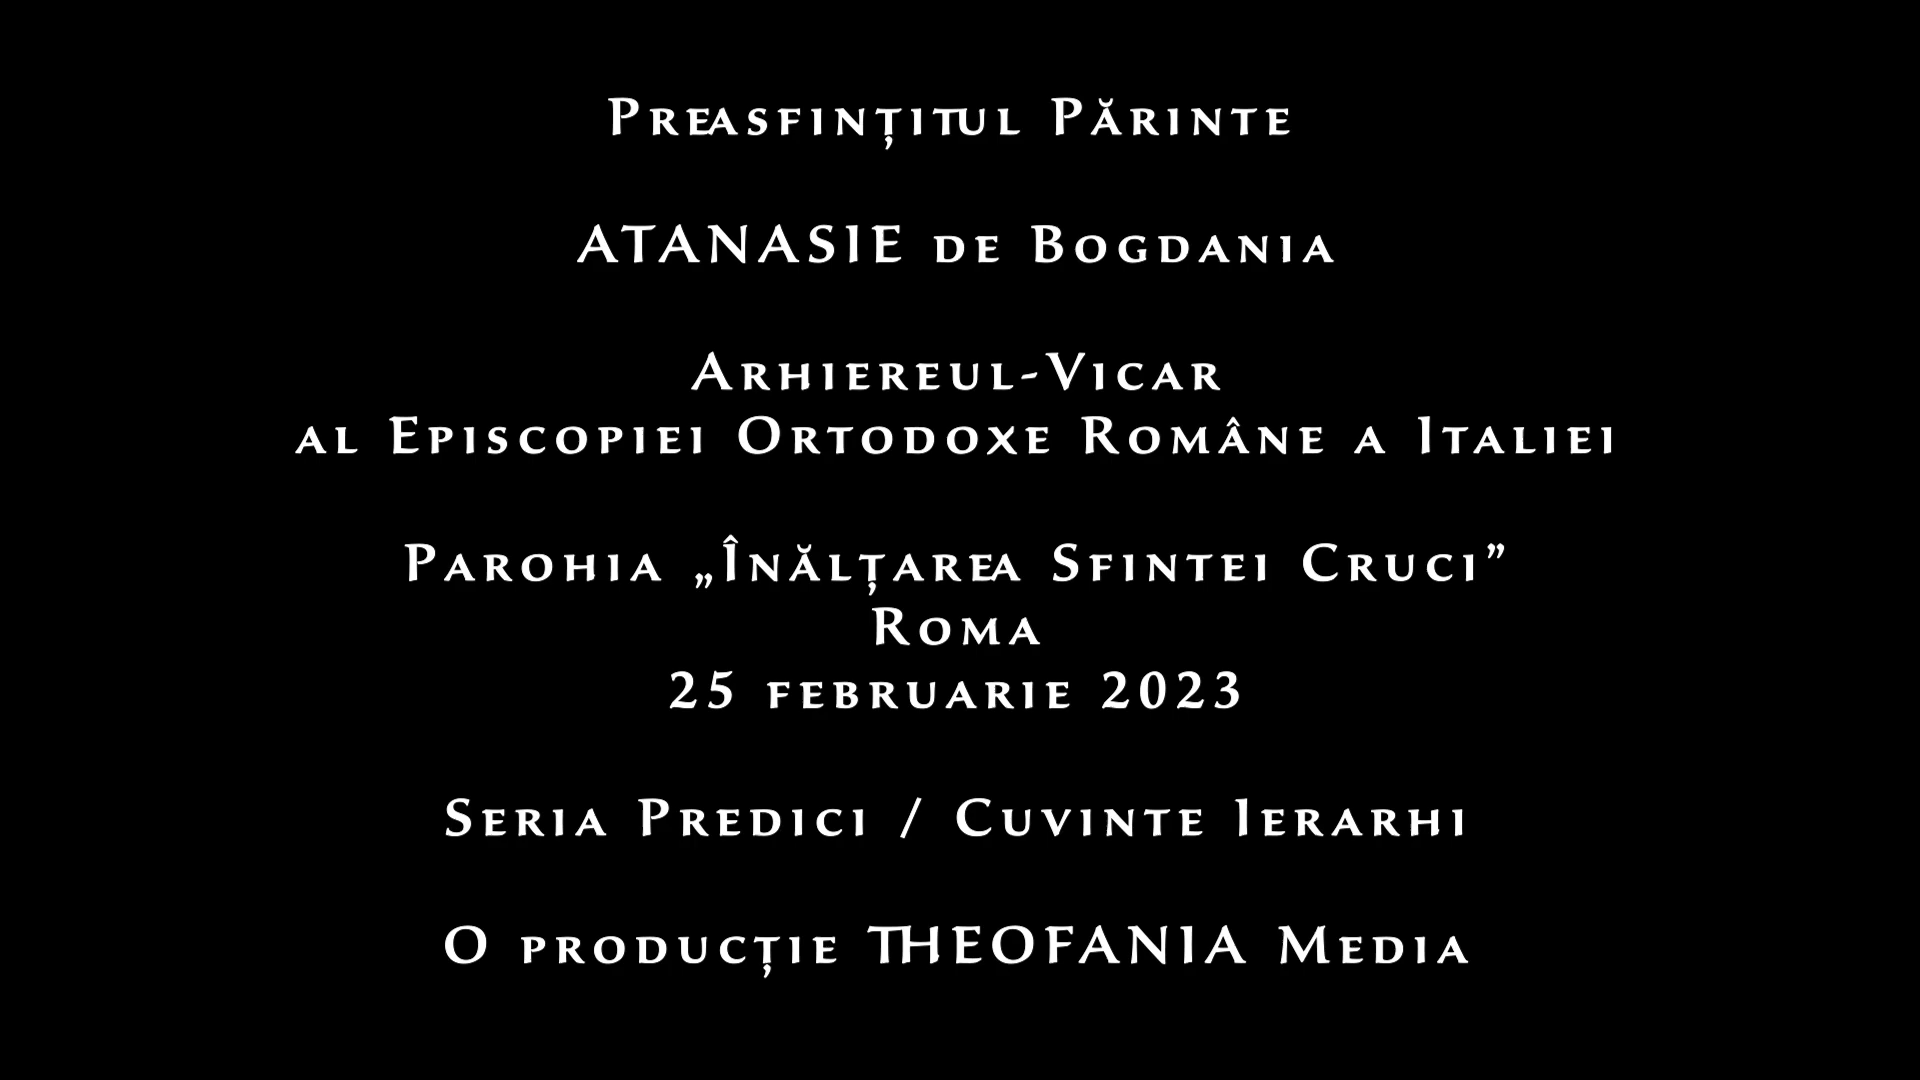 Preasfințitul Părinte
ATANASIE de Bogdania
Arhiereul-Vicar
al Episcopiei Ortodoxe Române a Italiei
Parohia „Înălțarea Sfintei Cruci”
Roma
25 februarie 2023
Seria Predici / Cuvinte Ierarhi
O producție THEOFANIA Media